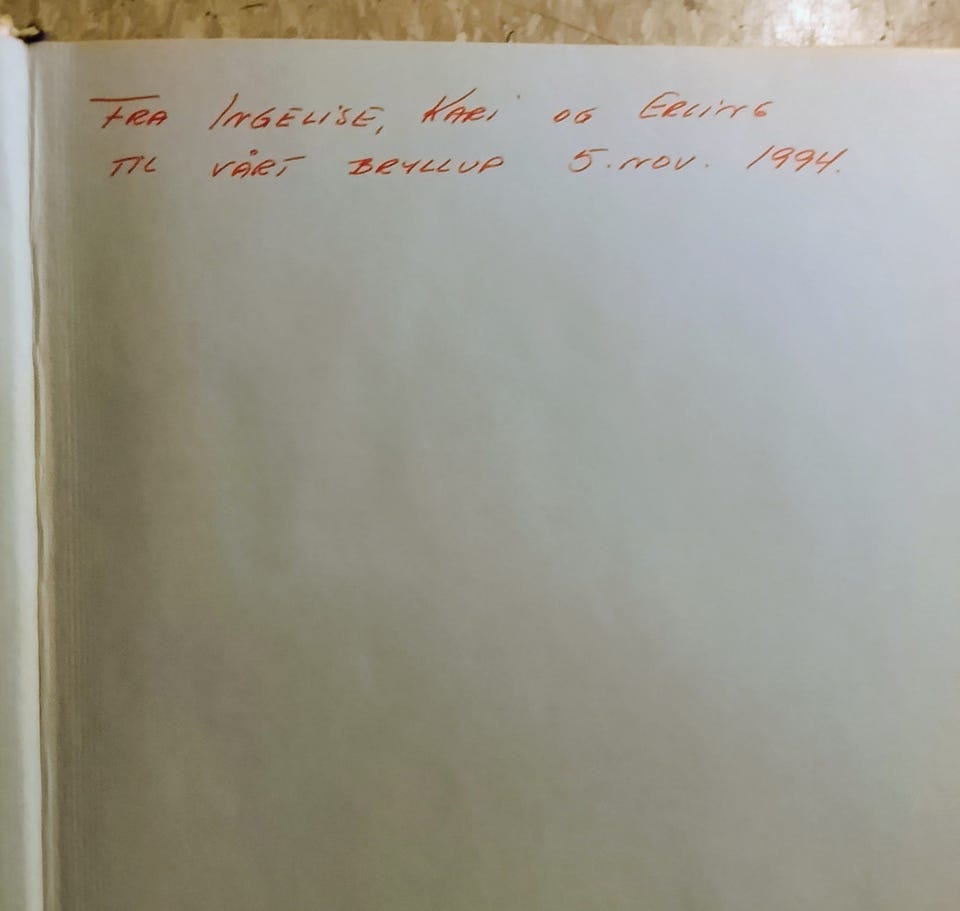 FRA INGELISE, KARI OG ERLING
TIL VÅRT BRYLLUP 5. NOV. 1994.